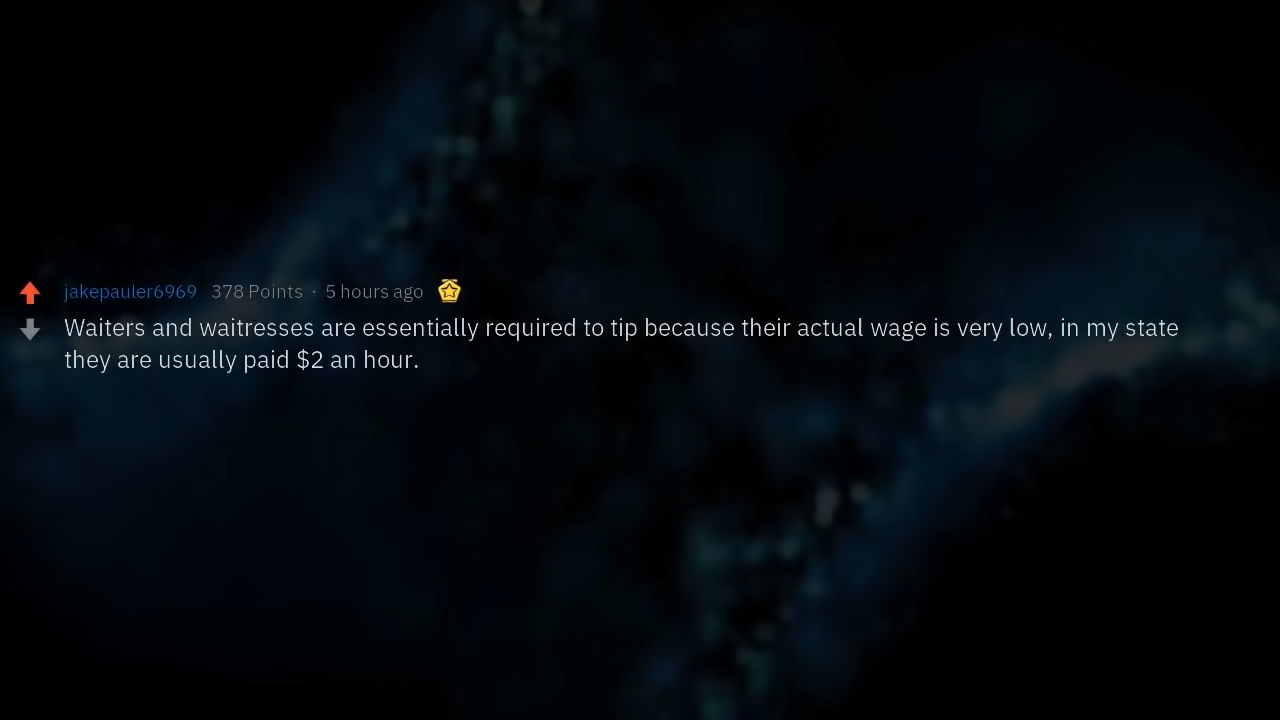 jakepauler6969 378 Points · 5 hours ago
Waiters and waitresses are essentially required to tip because their actual wage is very low, in my state
they are usually paid $2 an hour.